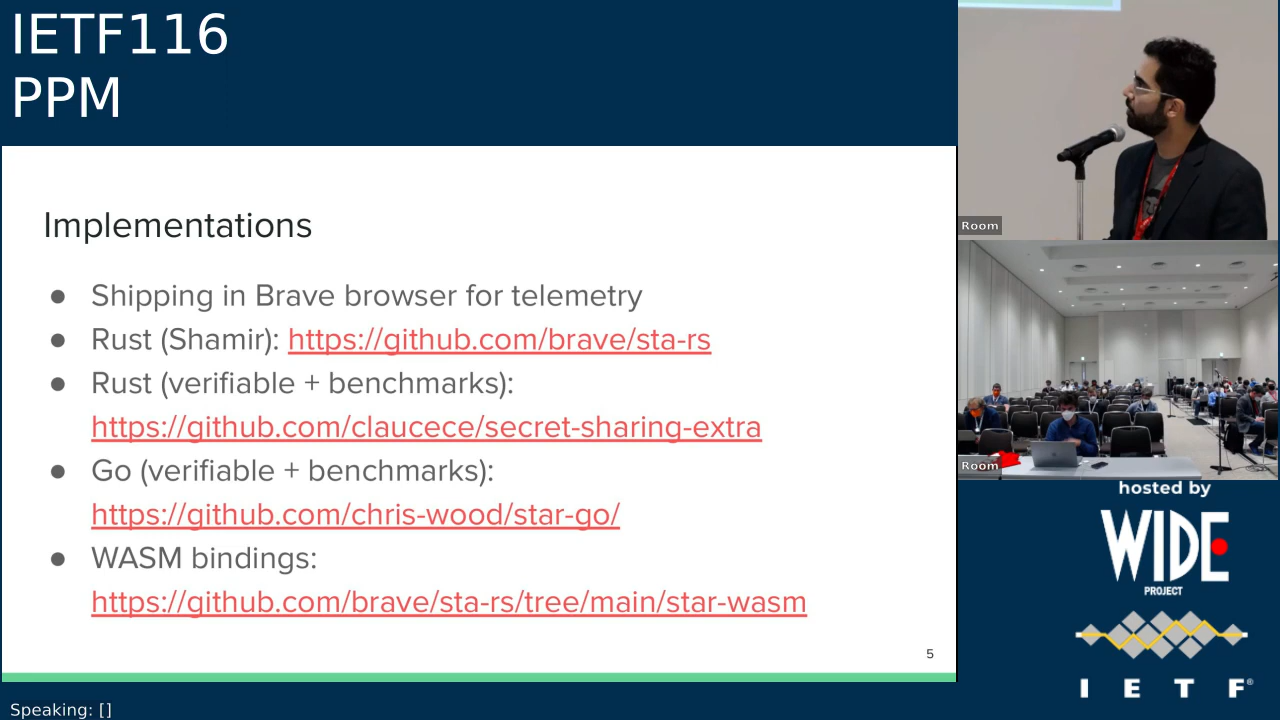 IETF116
PPM
Implementations
● Shipping in Brave browser for telemetry
● Rust (Shamir): https://github.com/brave/sta-rs
● Rust (verifiable + benchmarks):
https://github.com/claucece/secret-sharing-extra
● Go (verifiable + benchmarks):
https://github.com/chris-wood/star-go/
● WASM bindings:
https://github.com/brave/sta-rs/tree/main/star-wasm
5
Speaking: []
Room
Room
hosted by
WIDE
PROJECT
I E T F®